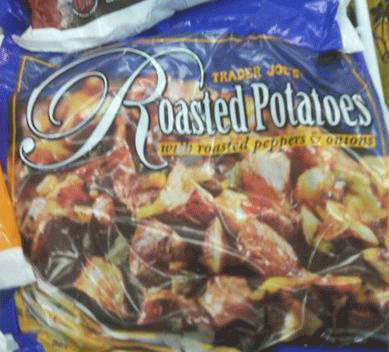 TRADER JOE'S
Roasted Potatoes
with roasted peppers & onions